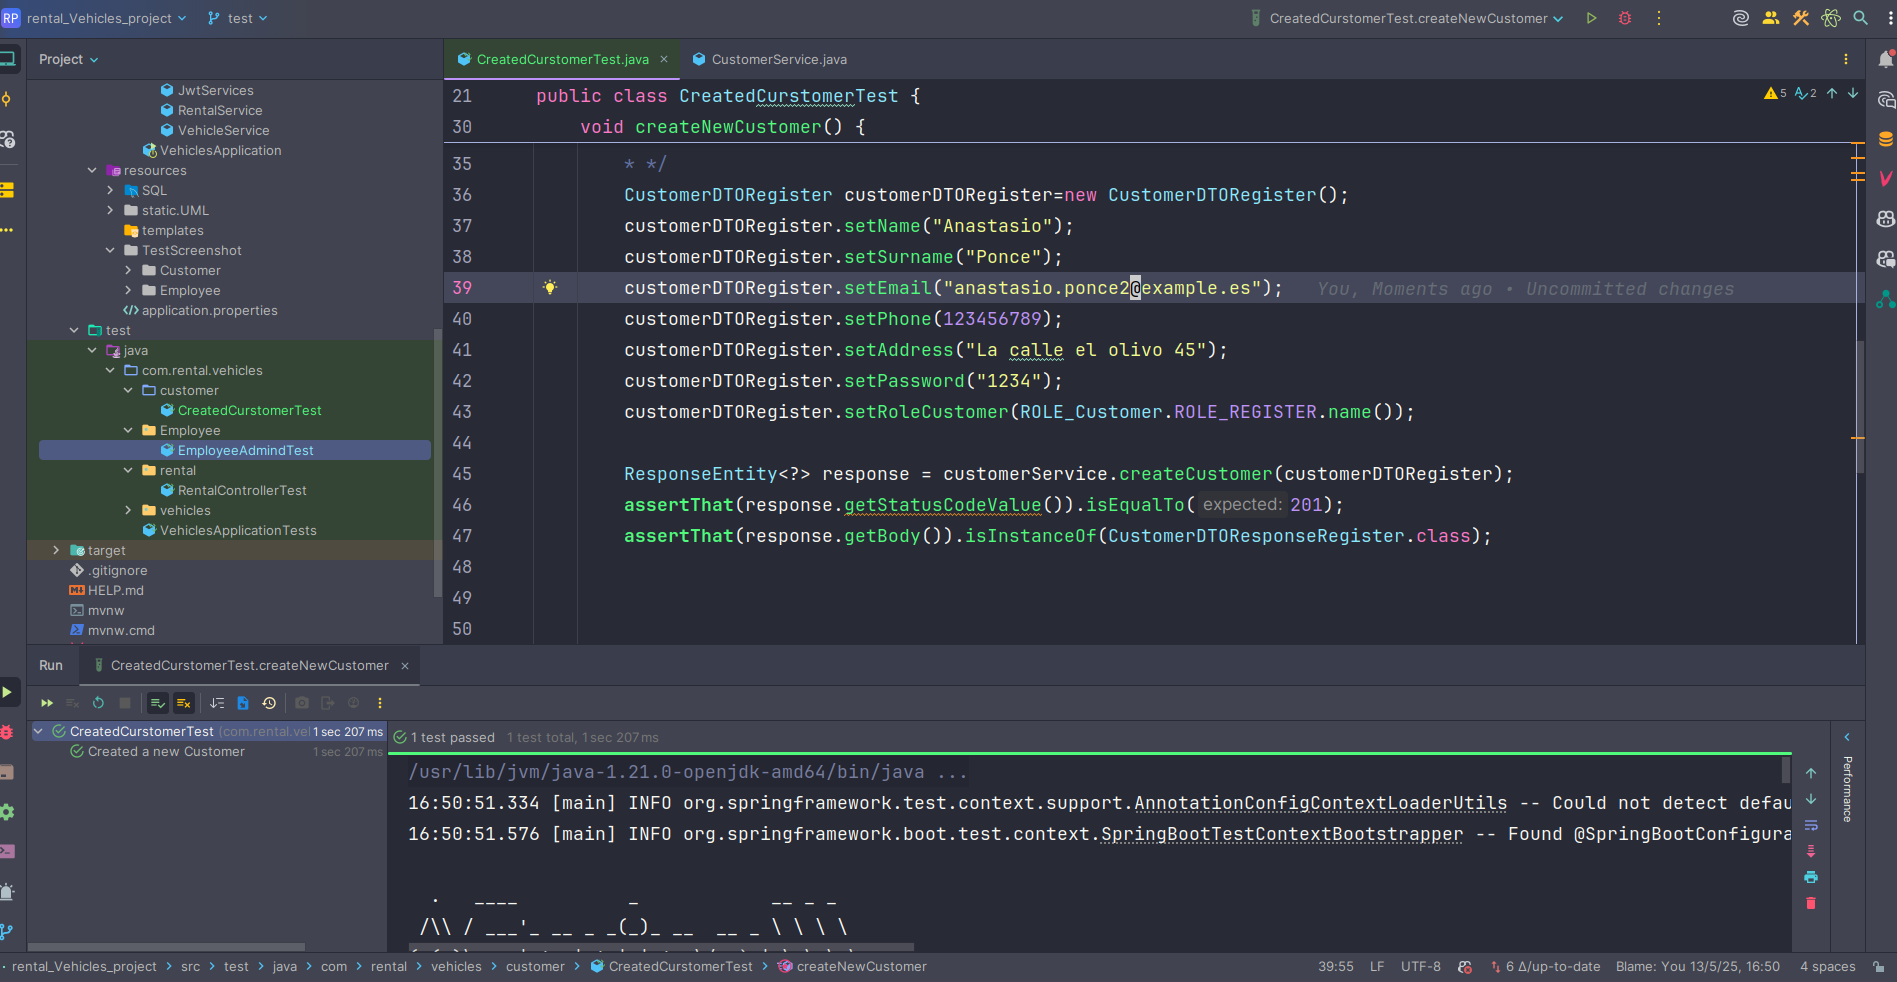 RP rental_Vehicles_project test CreatedCurstomerTest.createNewCustomer
Project
CreatedCurstomerTest.java CustomerService.java
JwtServices
RentalService
VehicleService
VehiclesApplication
resources
SQL
static.UML
templates
TestScreenshot
Customer
Employee
application.properties
test
java
com.rental.vehicles
customer
CreatedCurstomerTest
Employee
EmployeeAdmindTest
rental
RentalControllerTest
vehicles
VehiclesApplicationTests
target
.gitignore
HELP.md
mvnw
mvnw.cmd
21 public class CreatedCurstomerTest {
5 2
30 void createNewCustomer() {
35 * */
36 CustomerDTORegister customerDTORegister=new CustomerDTORegister();
37 customerDTORegister.setName("Anastasio");
38 customerDTORegister.setSurname("Ponce");
39 customerDTORegister.setEmail("anastasio.ponce2@example.es"); You, Moments ago • Uncommitted changes
40 customerDTORegister.setPhone(123456789);
41 customerDTORegister.setAddress("La calle el olivo 45");
42 customerDTORegister.setPassword("1234");
43 customerDTORegister.setRoleCustomer(ROLE_Customer.ROLE_REGISTER.name());
44
45 ResponseEntity<?> response = customerService.createCustomer(customerDTORegister);
46 assertThat(response.getStatusCodeValue()).isEqualTo( expected: 201);
47 assertThat(response.getBody()).isInstanceOf(CustomerDTOResponseRegister.class);
48
49
50
Run CreatedCurstomerTest.createNewCustomer
CreatedCurstomerTest (com.rental.vel 1 sec 207 ms
Created a new Customer 1 sec 207 ms
1 test passed 1 test total, 1 sec 207 ms
/usr/lib/jvm/java-1.21.0-openjdk-amd64/bin/java ...
16:50:51.334 [main] INFO org.springframework.test.context.support.AnnotationConfigContextLoaderUtils -- Could not detect defau
16:50:51.576 [main] INFO org.springframework.boot.test.context.SpringBootTestContextBootstrapper -- Found @SpringBootConfigura
  .   ____          _            __ _ _
 /\\ / ___'_ __ _ _(_)_ __  __ _ \ \ \ \
Performance
rental_Vehicles_project > src > test > java > com > rental > vehicles > customer > CreatedCurstomerTest > createNewCustomer
39:55 LF UTF-8 6 Δ/up-to-date Blame: You 13/5/25, 16:50 4 spaces